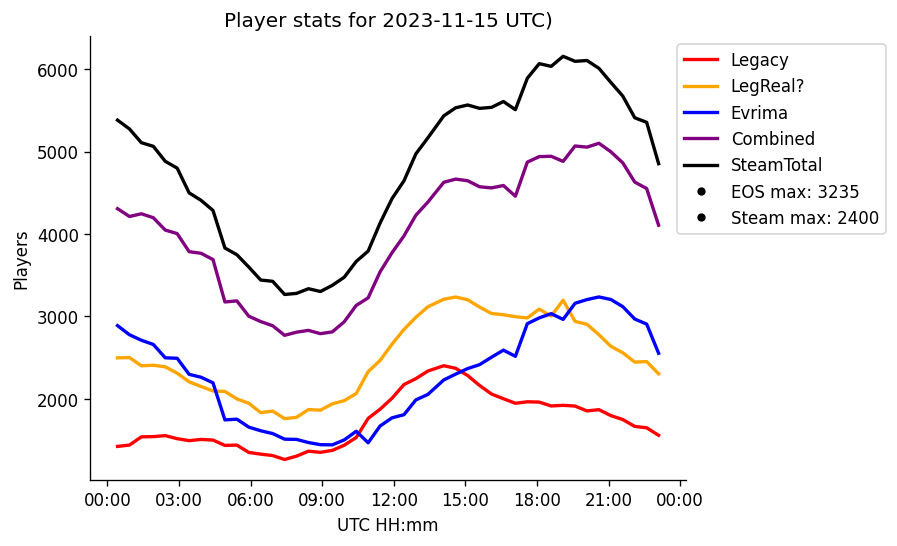 Player stats for 2023-11-15 UTC)
Legacy
LegReal?
Evrima
Combined
SteamTotal
EOS max: 3235
Steam max: 2400
6000
5000
4000
3000
2000
Players
00:00 03:00 06:00 09:00 12:00 15:00 18:00 21:00 00:00
UTC HH:mm